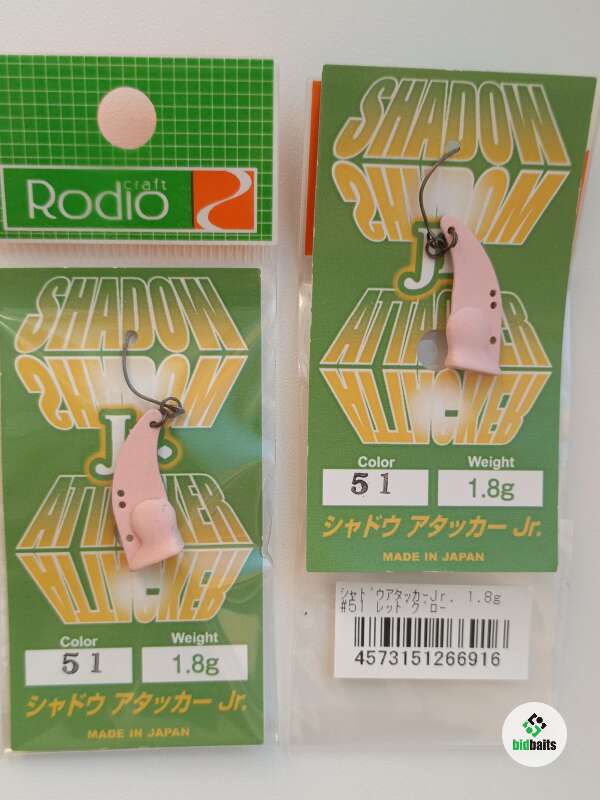 craft
Rodio
SHADOW
SHADOW
Jr.
ATTACKER
ATTACKER
Color
51
Weight
1.8g
シャドウ アタッカー Jr.
MADE IN JAPAN
SHADOW
SHADOW
Jr.
ATTACKER
ATTACKER
Color
51
Weight
1.8g
シャドウ アタッカー Jr.
MADE IN JAPAN
シャドウアタッカーJr. 1.8g
#51 レッドグロー
4573151266916
bidbaits